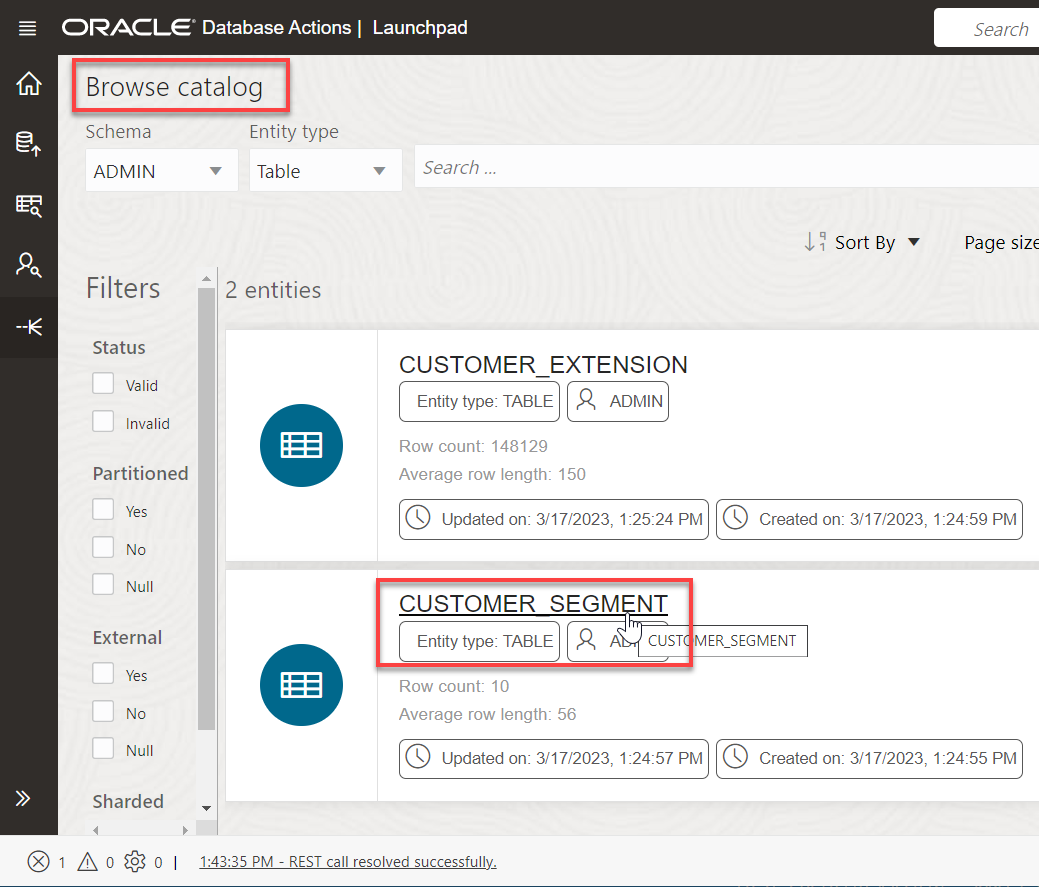 ORACLE® Database Actions | Launchpad
Search
Browse catalog
Schema
Entity type
ADMIN
Table
Search ...
Sort By
Page size
Filters
2 entities
Status
Valid
Invalid
Partitioned
Yes
No
Null
External
Yes
No
Null
Sharded
CUSTOMER_EXTENSION
Entity type: TABLE
ADMIN
Row count: 148129
Average row length: 150
Updated on: 3/17/2023, 1:25:24 PM
Created on: 3/17/2023, 1:24:59 PM
CUSTOMER_SEGMENT
Entity type: TABLE
CUSTOMER_SEGMENT
Row count: 10
Average row length: 56
Updated on: 3/17/2023, 1:24:57 PM
Created on: 3/17/2023, 1:24:55 PM
1 0 0 | 1:43:35 PM - REST call resolved successfully.